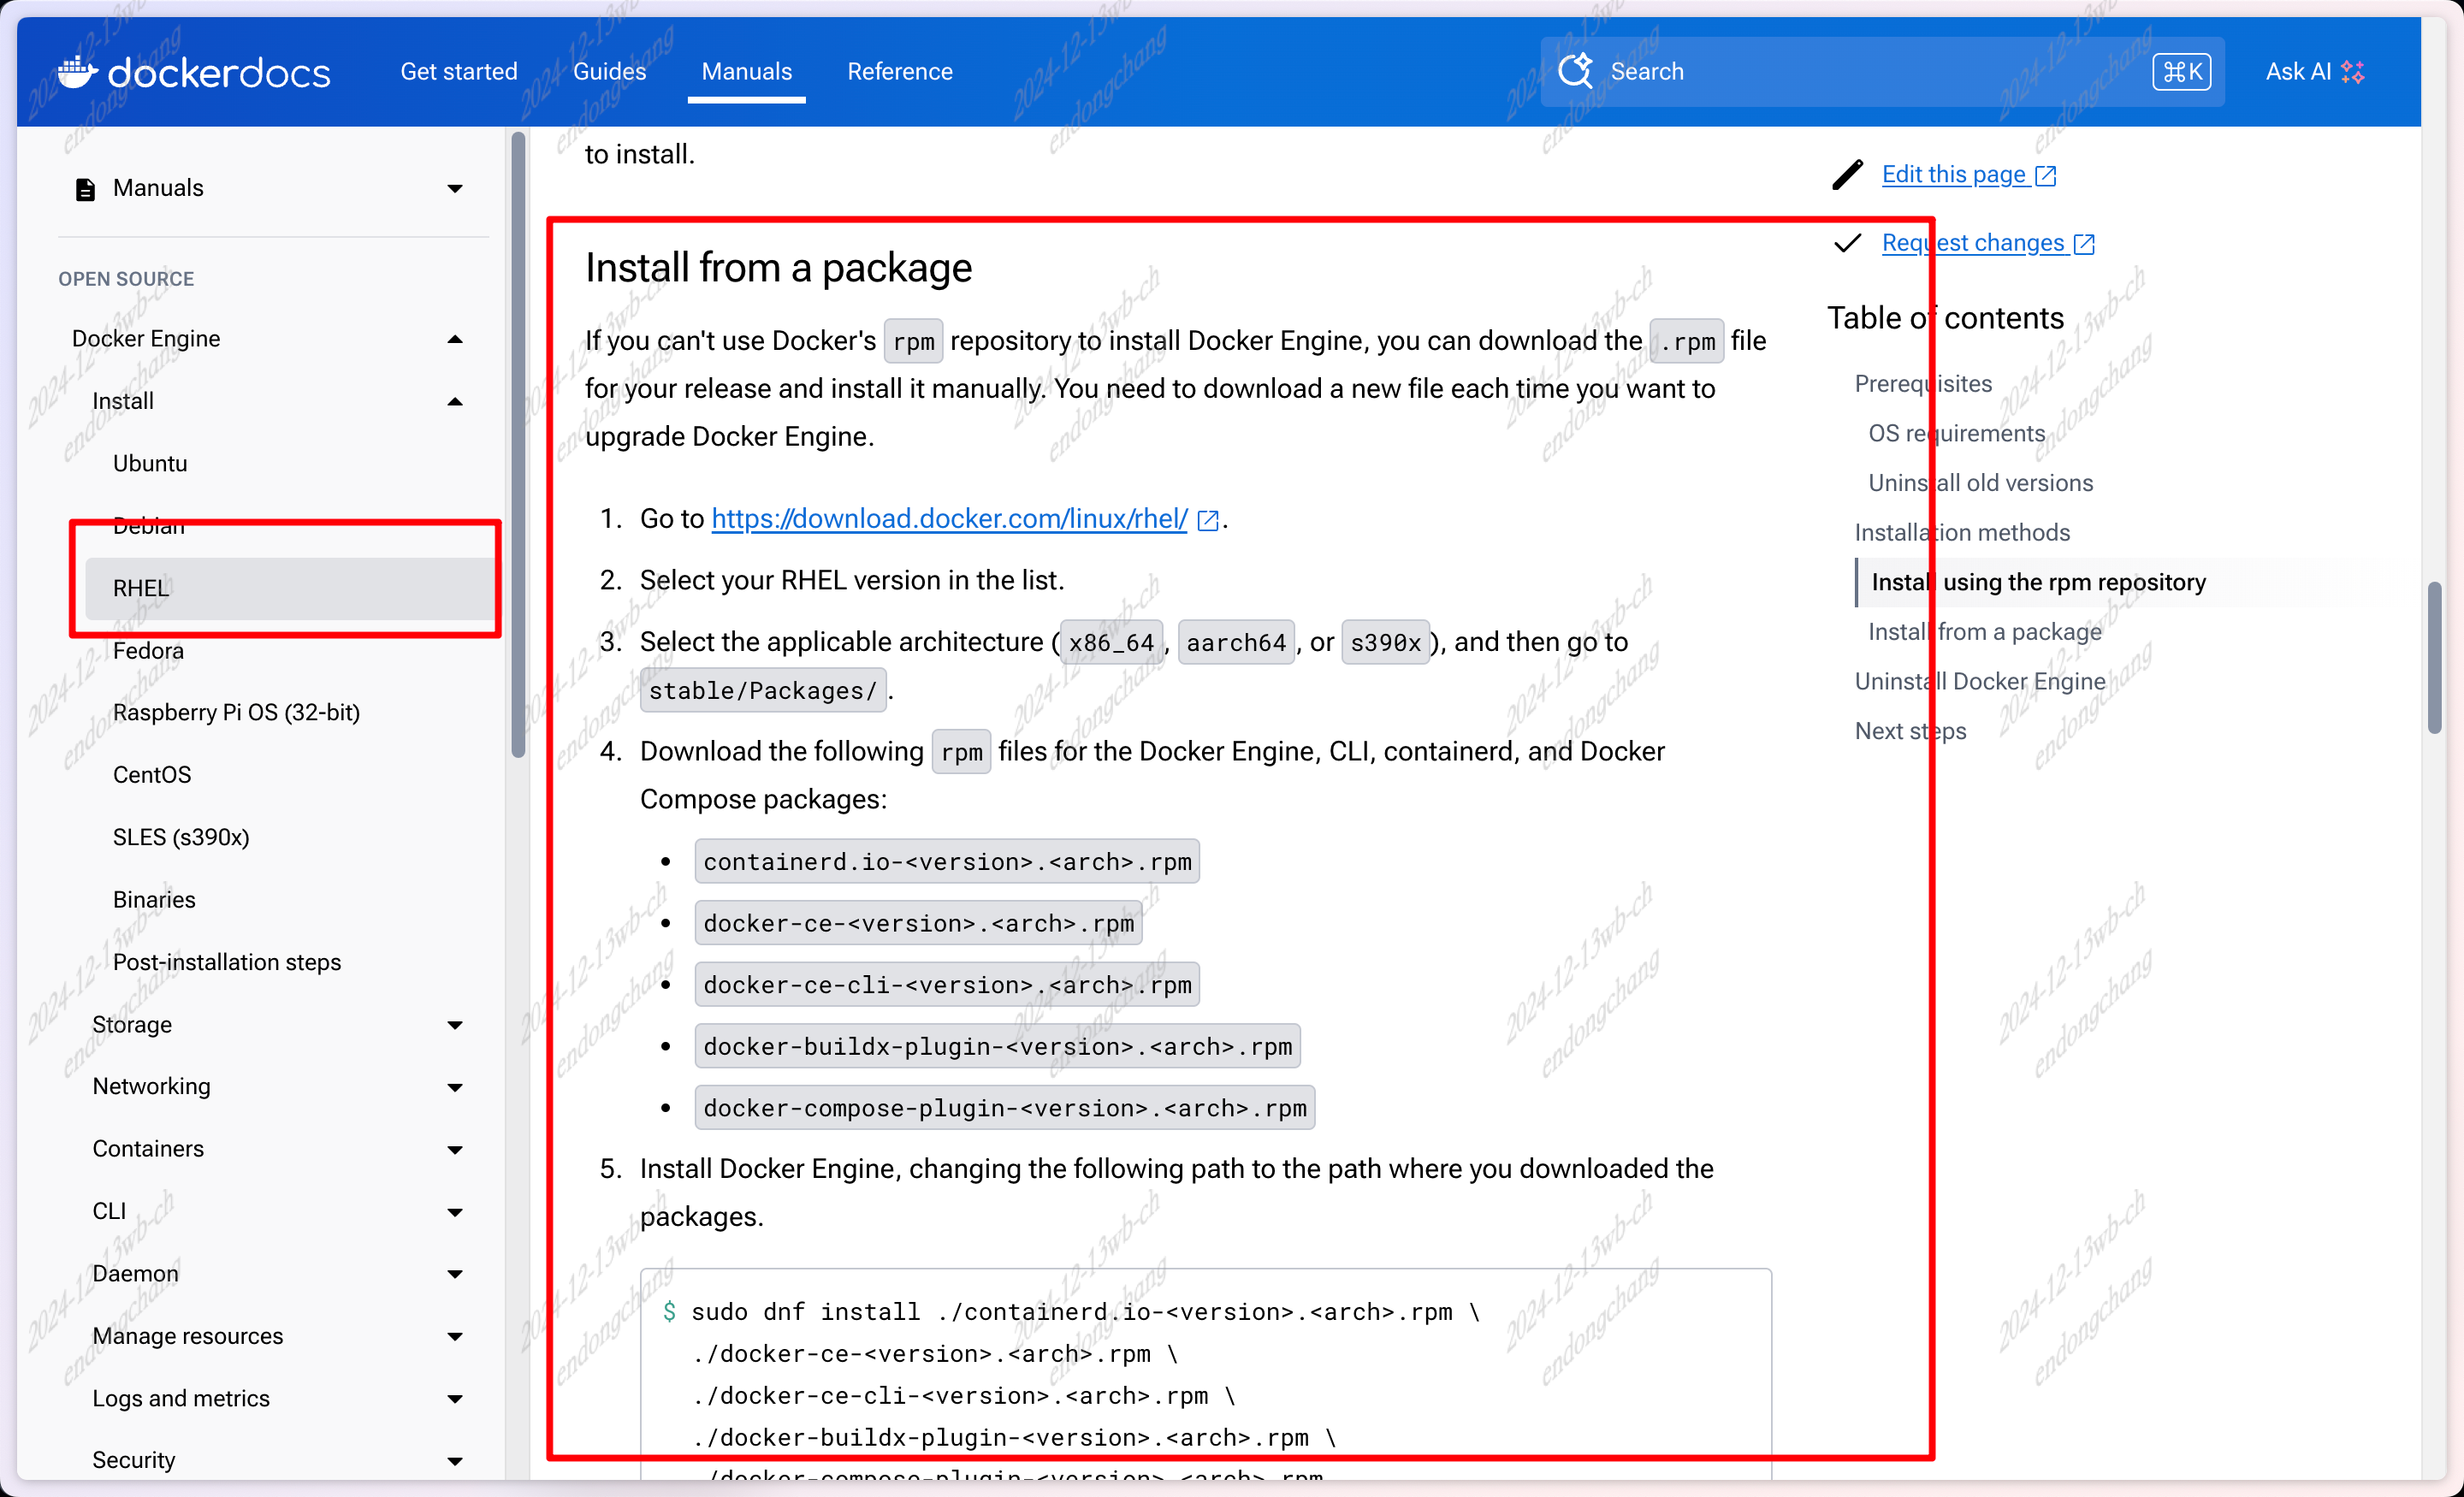 dockerdocs
Get started
Guides
Manuals
Reference
Search
⌘K
Ask AI
Manuals
OPEN SOURCE
Docker Engine
Install
Ubuntu
Debian
RHEL
Fedora
Raspberry Pi OS (32-bit)
CentOS
SLES (s390x)
Binaries
Post-installation steps
Storage
Networking
Containers
CLI
Daemon
Manage resources
Logs and metrics
Security
to install.
Install from a package
If you can't use Docker's rpm repository to install Docker Engine, you can download the .rpm file
for your release and install it manually. You need to download a new file each time you want to
upgrade Docker Engine.
1. Go to https://download.docker.com/linux/rhel/ .
2. Select your RHEL version in the list.
3. Select the applicable architecture (x86_64, aarch64, or s390x), and then go to
stable/Packages/.
4. Download the following rpm files for the Docker Engine, CLI, containerd, and Docker
Compose packages:
• containerd.io-<version>.<arch>.rpm
• docker-ce-<version>.<arch>.rpm
• docker-ce-cli-<version>.<arch>.rpm
• docker-buildx-plugin-<version>.<arch>.rpm
• docker-compose-plugin-<version>.<arch>.rpm
5. Install Docker Engine, changing the following path to the path where you downloaded the
packages.
$ sudo dnf install ./containerd.io-<version>.<arch>.rpm \
./docker-ce-<version>.<arch>.rpm \
./docker-ce-cli-<version>.<arch>.rpm \
./docker-buildx-plugin-<version>.<arch>.rpm \
./docker-compose-plugin-<version>.<arch>.rpm
Edit this page
Request changes
Table of contents
Prerequisites
OS requirements
Uninstall old versions
Installation methods
Install using the rpm repository
Install from a package
Uninstall Docker Engine
Next steps
2024-12-13wb-ch
endongchang